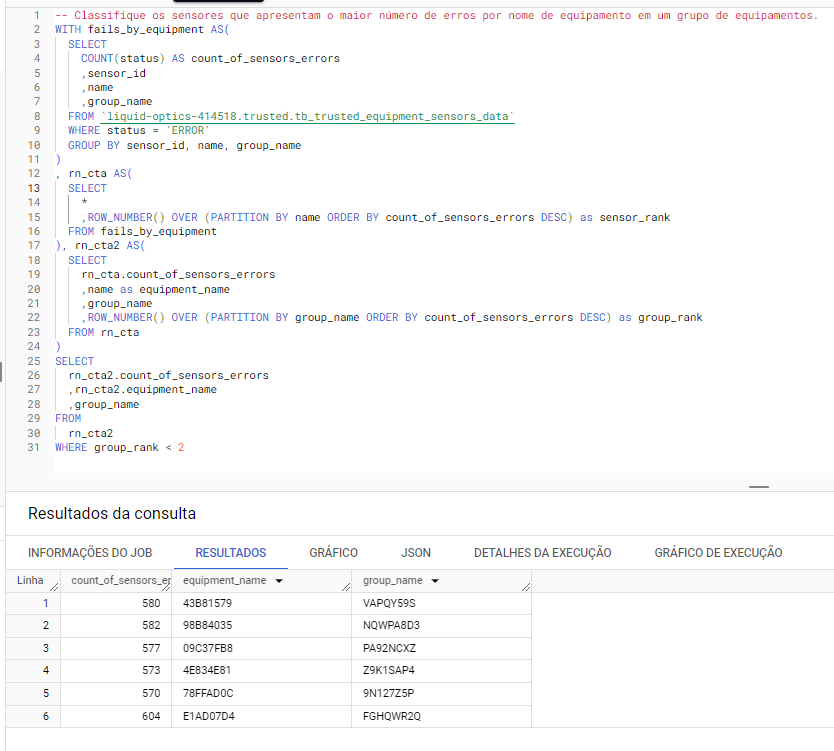 1 -- Classifique os sensores que apresentam o maior número de erros por nome de equipamento em um grupo de equipamentos.
2 WITH fails_by_equipment AS(
3 SELECT
4 COUNT(status) AS count_of_sensors_errors
5 ,sensor_id
6 ,name
7 ,group_name
8 FROM `liquid-optics-414518.trusted.tb_trusted_equipment_sensors_data`
9 WHERE status = 'ERROR'
10 GROUP BY sensor_id, name, group_name
11 )
12 , rn_cta AS(
13 SELECT
14 *
15 ,ROW_NUMBER() OVER (PARTITION BY name ORDER BY count_of_sensors_errors DESC) as sensor_rank
16 FROM fails_by_equipment
17 ), rn_cta2 AS(
18 SELECT
19 rn_cta.count_of_sensors_errors
20 ,name as equipment_name
21 ,group_name
22 ,ROW_NUMBER() OVER (PARTITION BY group_name ORDER BY count_of_sensors_errors DESC) as group_rank
23 FROM rn_cta
24 )
25 SELECT
26 rn_cta2.count_of_sensors_errors
27 ,rn_cta2.equipment_name
28 ,group_name
29 FROM
30 rn_cta2
31 WHERE group_rank < 2
Resultados da consulta
INFORMAÇÕES DO JOB RESULTADOS GRÁFICO JSON DETALHES DA EXECUÇÃO GRÁFICO DE EXECUÇÃO
Linha count_of_sensors_er equipment_name group_name
1 580 43B81579 VAPQY59S
2 582 98B84035 NQWPA8D3
3 577 09C37FB8 PA92NCXZ
4 573 4E834E81 Z9K1SAP4
5 570 78FFAD0C 9N127Z5P
6 604 E1AD07D4 FGHQWR2Q